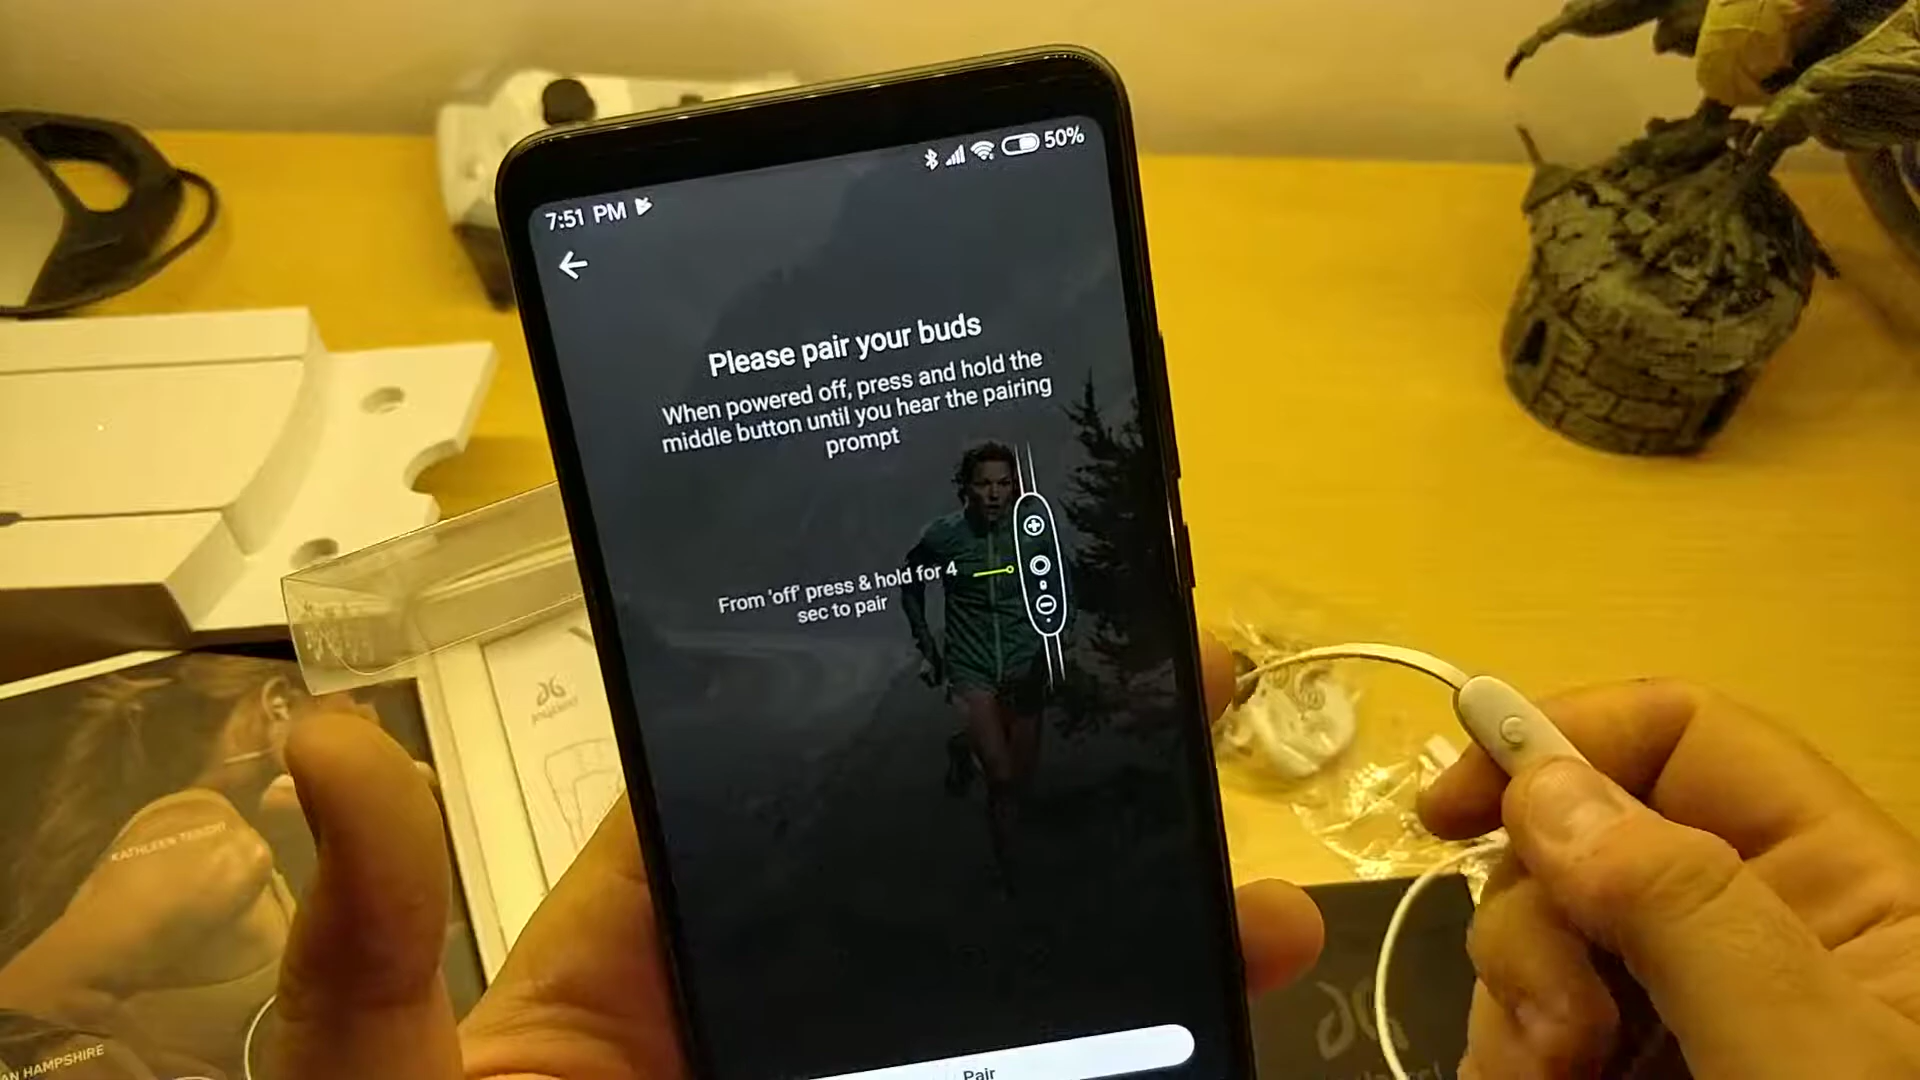 7:51 PM
50%
Please pair your buds
When powered off, press and hold the
middle button until you hear the pairing
prompt
From 'off' press & hold for 4
sec to pair
Pair
AN HAMPSHIRE